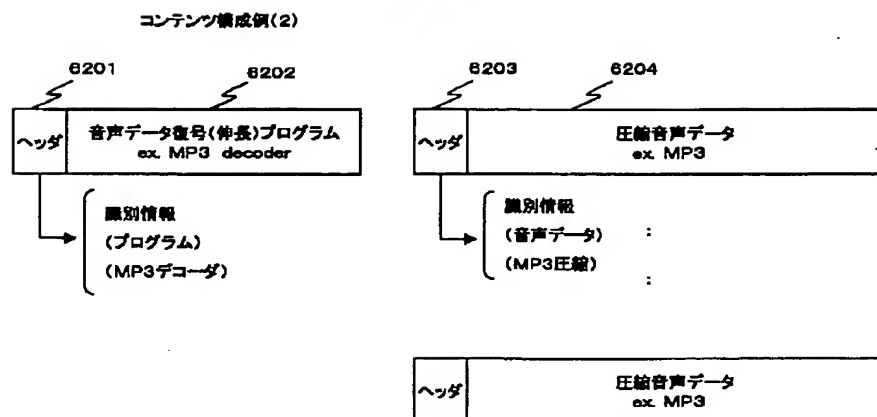 コンテンツ構成例(2)
6201
6202
ヘッダ
音声データ復号(伸長)プログラム
ex. MP3 decoder
識別情報
(プログラム)
(MP3デコーダ)
6203
6204
ヘッダ
圧縮音声データ
ex. MP3
識別情報
(音声データ)
(MP3圧縮)
:
:
ヘッダ
圧縮音声データ
ex. MP3